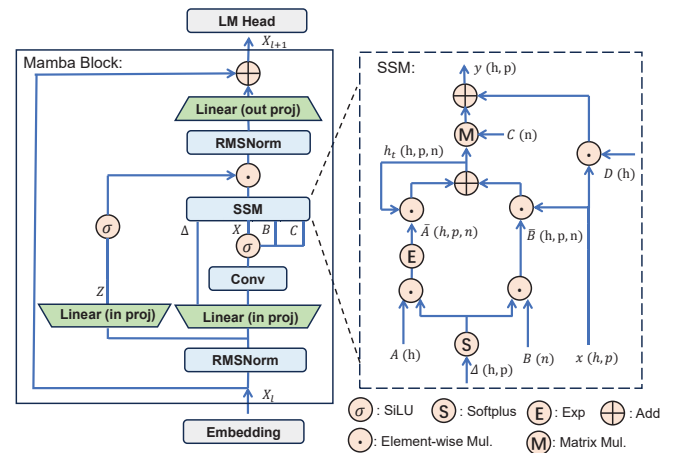 LM Head
X_{l+1}
Mamba Block:
Linear (out proj)
RMSNorm
SSM
Δ
X
B
C
σ
σ
Conv
Z
Linear (in proj)
Linear (in proj)
RMSNorm
X_l
Embedding
SSM:
y (h, p)
M
C (n)
h_t (h, p, n)
D (h)
Ā (h, p, n)
B̄ (h, p, n)
E
A (h)
S
B (n)
x (h, p)
Δ (h, p)
σ : SiLU
S : Softplus
E : Exp
: Add
: Element-wise Mul.
M : Matrix Mul.